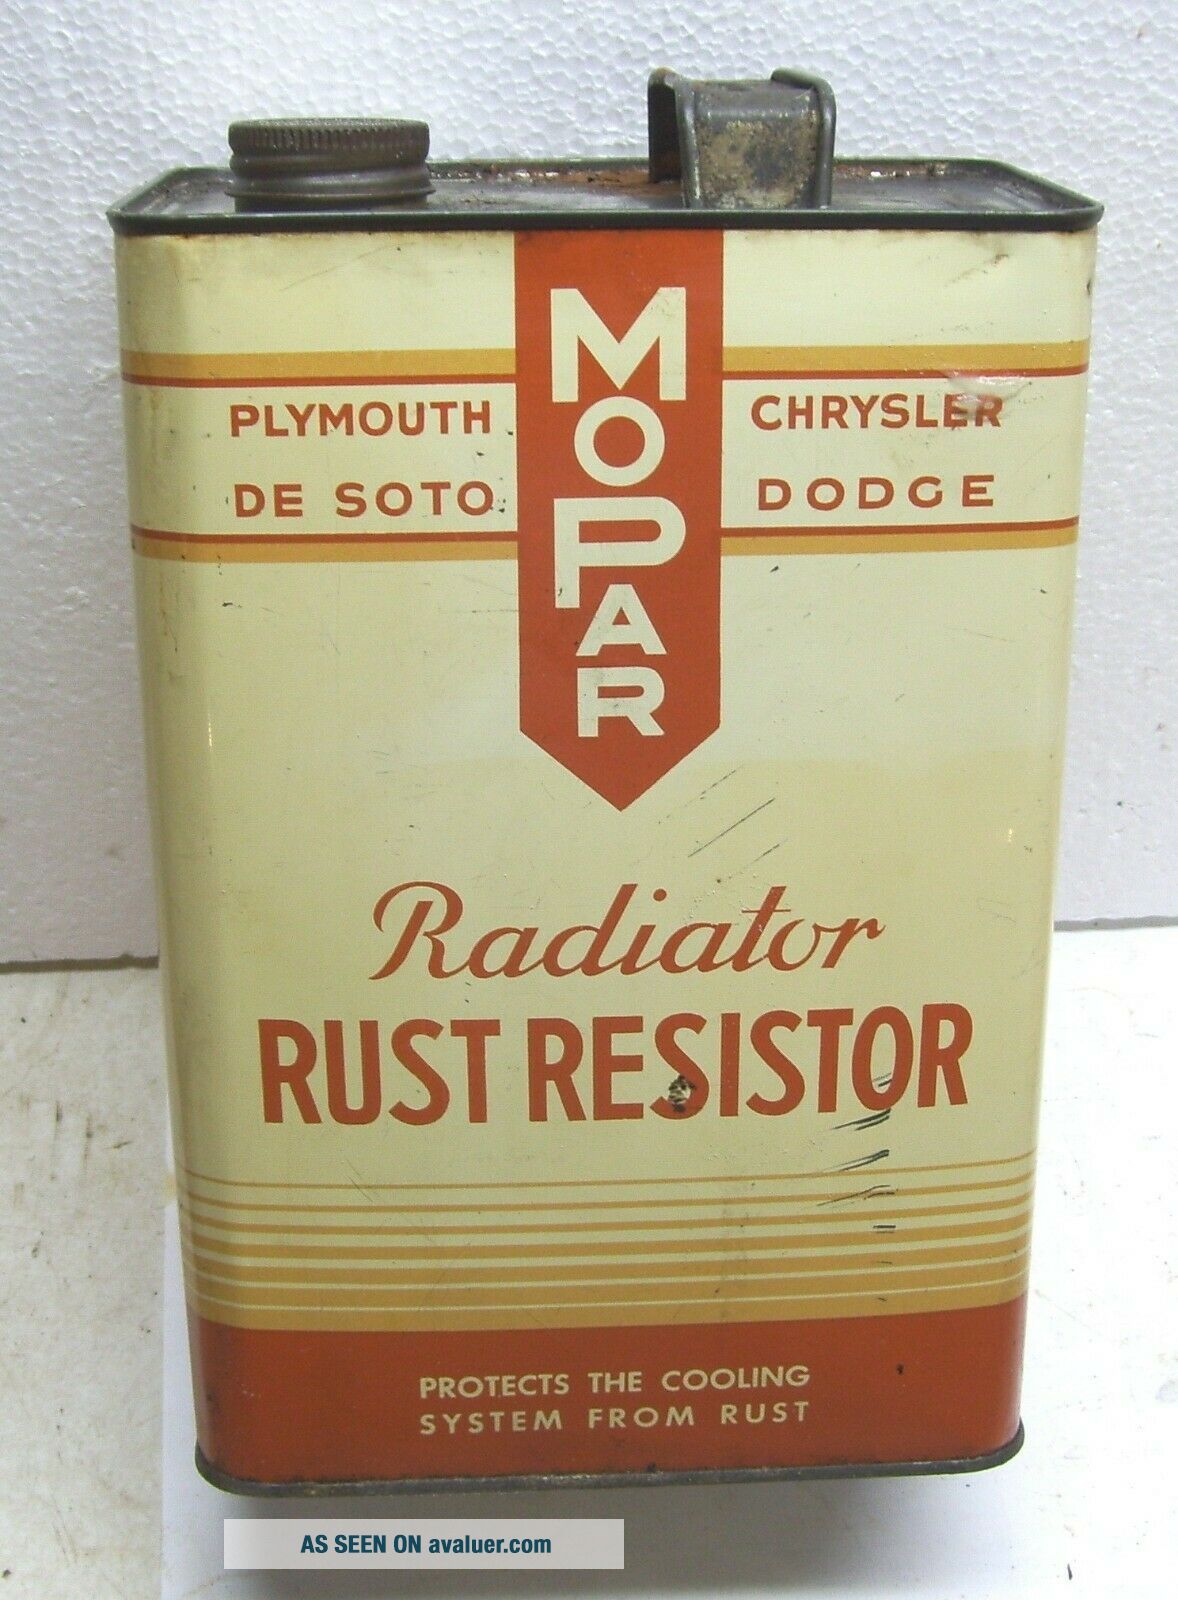 MOPAR
PLYMOUTH CHRYSLER
DE SOTO DODGE
Radiator
RUST RESISTOR
PROTECTS THE COOLING
SYSTEM FROM RUST
AS SEEN ON avaluer.com